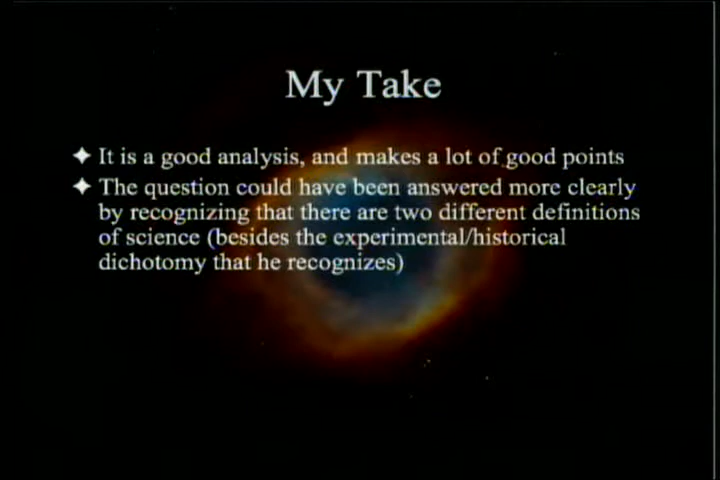 My Take
✦ It is a good analysis, and makes a lot of good points
✦ The question could have been answered more clearly
by recognizing that there are two different definitions
of science (besides the experimental/historical
dichotomy that he recognizes)